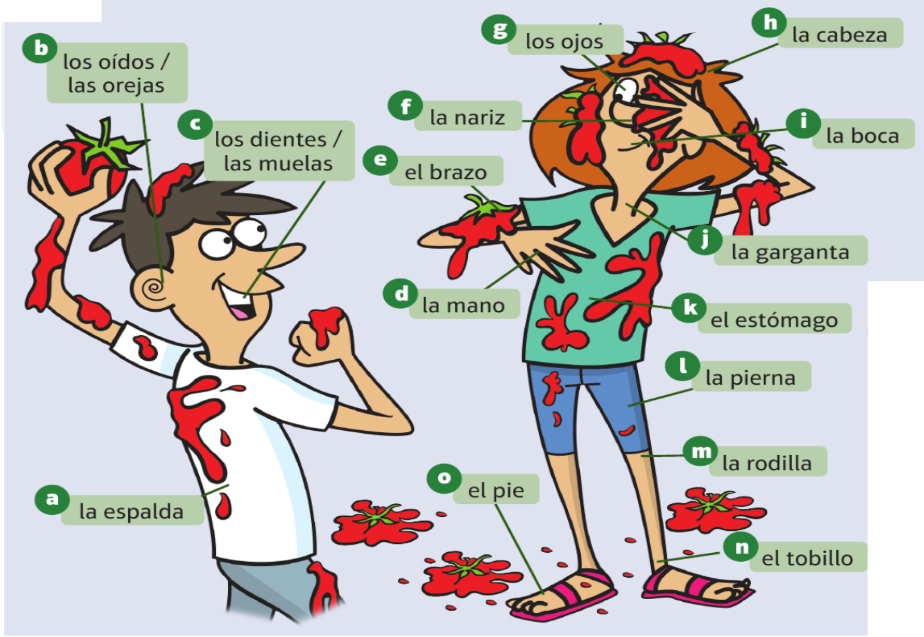 a
la espalda
b
los oídos /
las orejas
c
los dientes /
las muelas
d
la mano
e
el brazo
f
la nariz
g
los ojos
h
la cabeza
i
la boca
j
la garganta
k
el estómago
l
la pierna
m
la rodilla
n
el tobillo
o
el pie